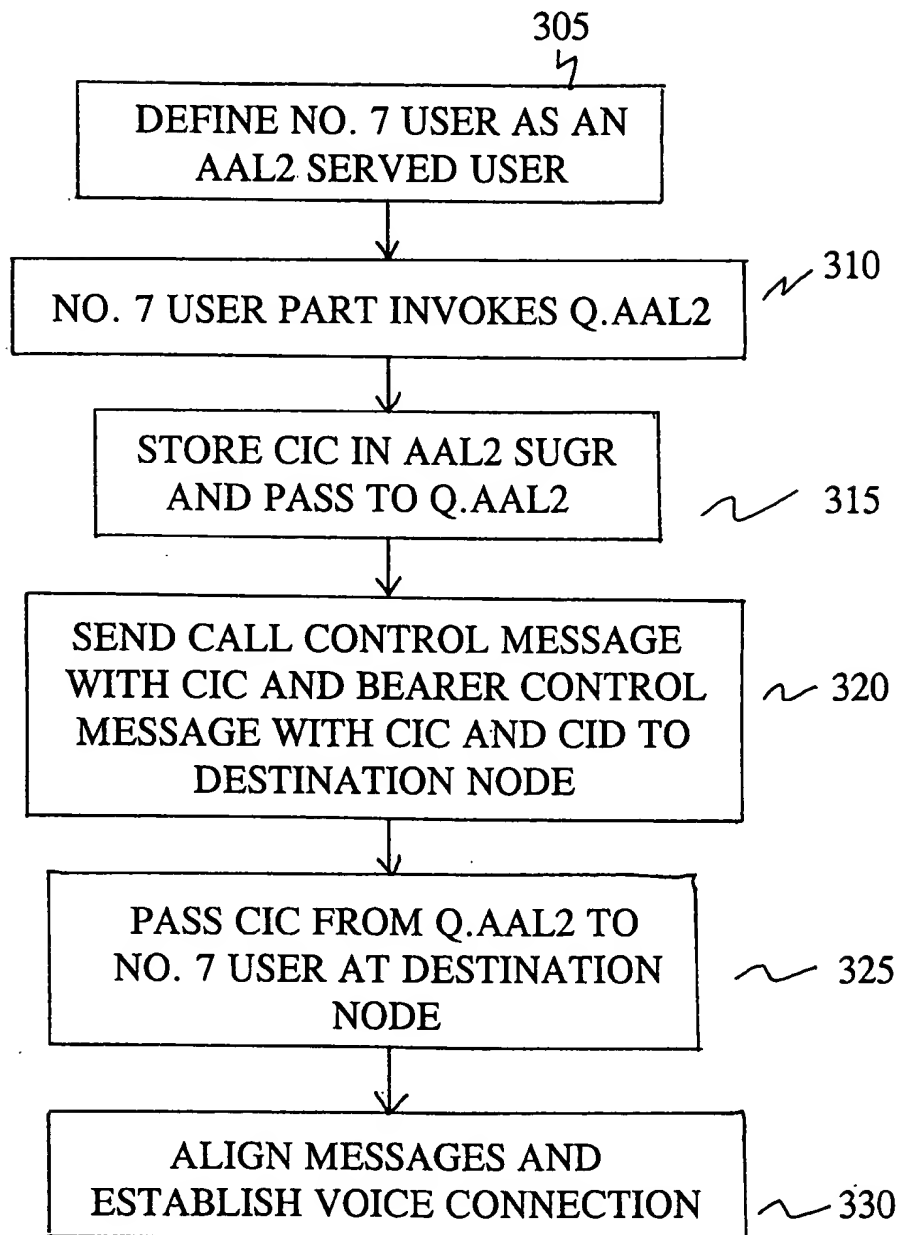 305
DEFINE NO. 7 USER AS AN
AAL2 SERVED USER
310
NO. 7 USER PART INVOKES Q.AAL2
STORE CIC IN AAL2 SUGR
AND PASS TO Q.AAL2
315
SEND CALL CONTROL MESSAGE
WITH CIC AND BEARER CONTROL
MESSAGE WITH CIC AND CID TO
DESTINATION NODE
320
PASS CIC FROM Q.AAL2 TO
NO. 7 USER AT DESTINATION
NODE
325
ALIGN MESSAGES AND
ESTABLISH VOICE CONNECTION
330